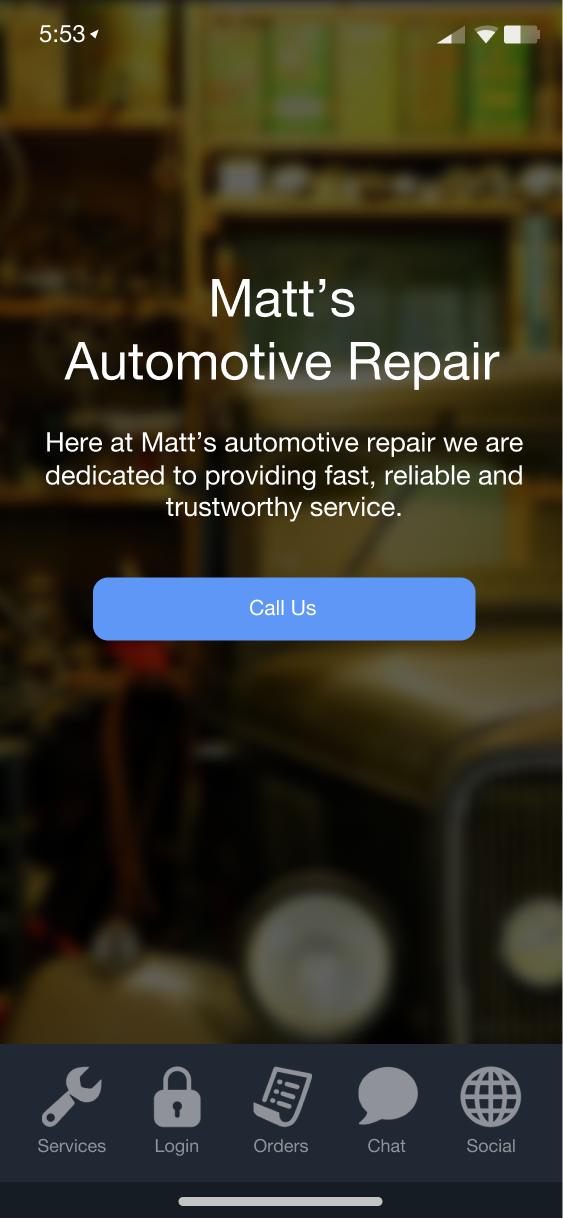 5:53
Matt’s
Automotive Repair
Here at Matt’s automotive repair we are
dedicated to providing fast, reliable and
trustworthy service.
Call Us
Services Login Orders Chat Social